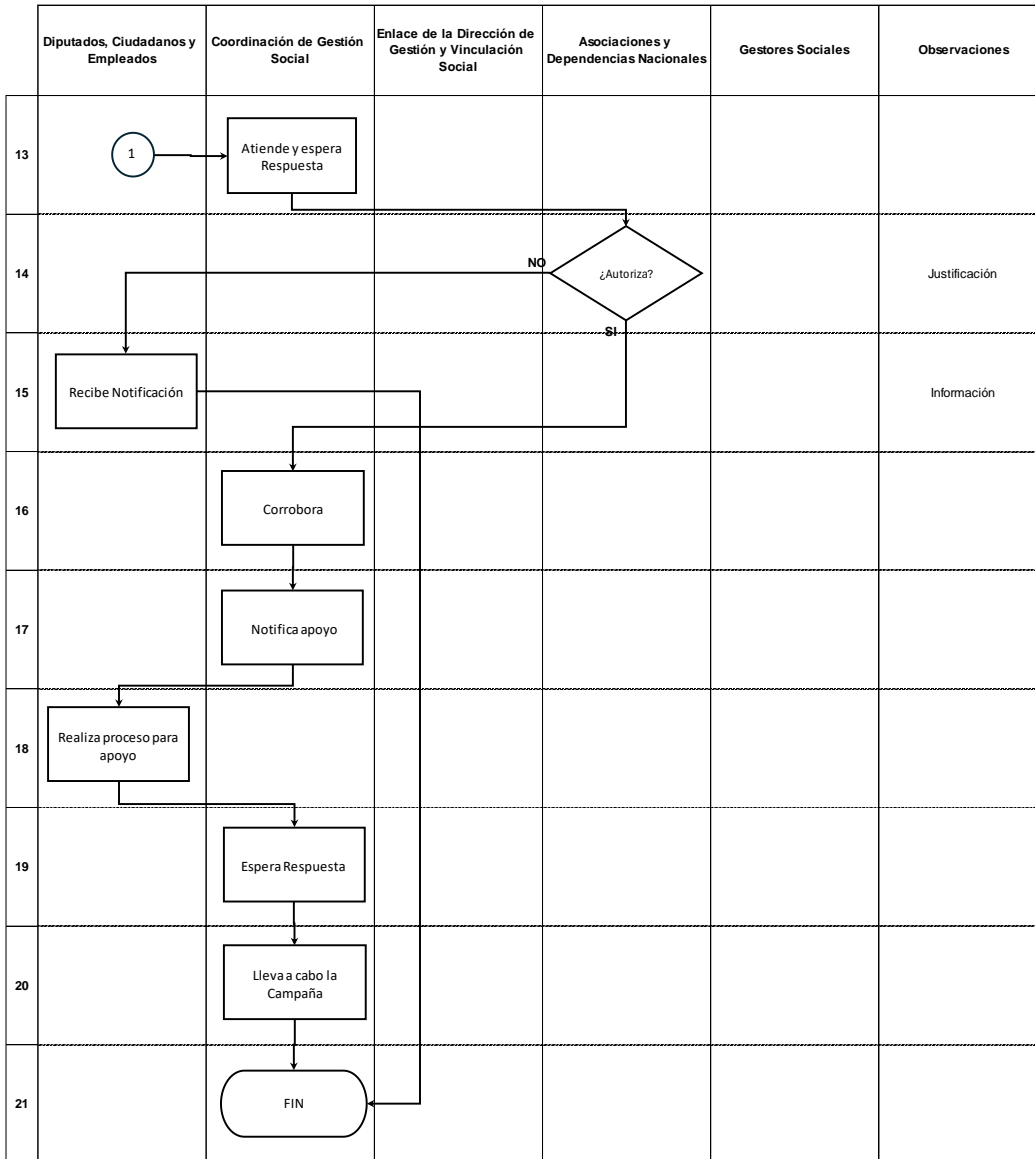 Diputados, Ciudadanos y
Empleados
Coordinación de Gestión
Social
Enlace de la Dirección de
Gestión y Vinculación
Social
Asociaciones y
Dependencias Nacionales
Gestores Sociales
Observaciones
13
1
Atiende y espera
Respuesta
14
NO
¿Autoriza?
Justificación
SI
15
Recibe Notificación
Información
16
Corrobora
17
Notifica apoyo
18
Realiza proceso para
apoyo
19
Espera Respuesta
20
Lleva a cabo la
Campaña
21
FIN